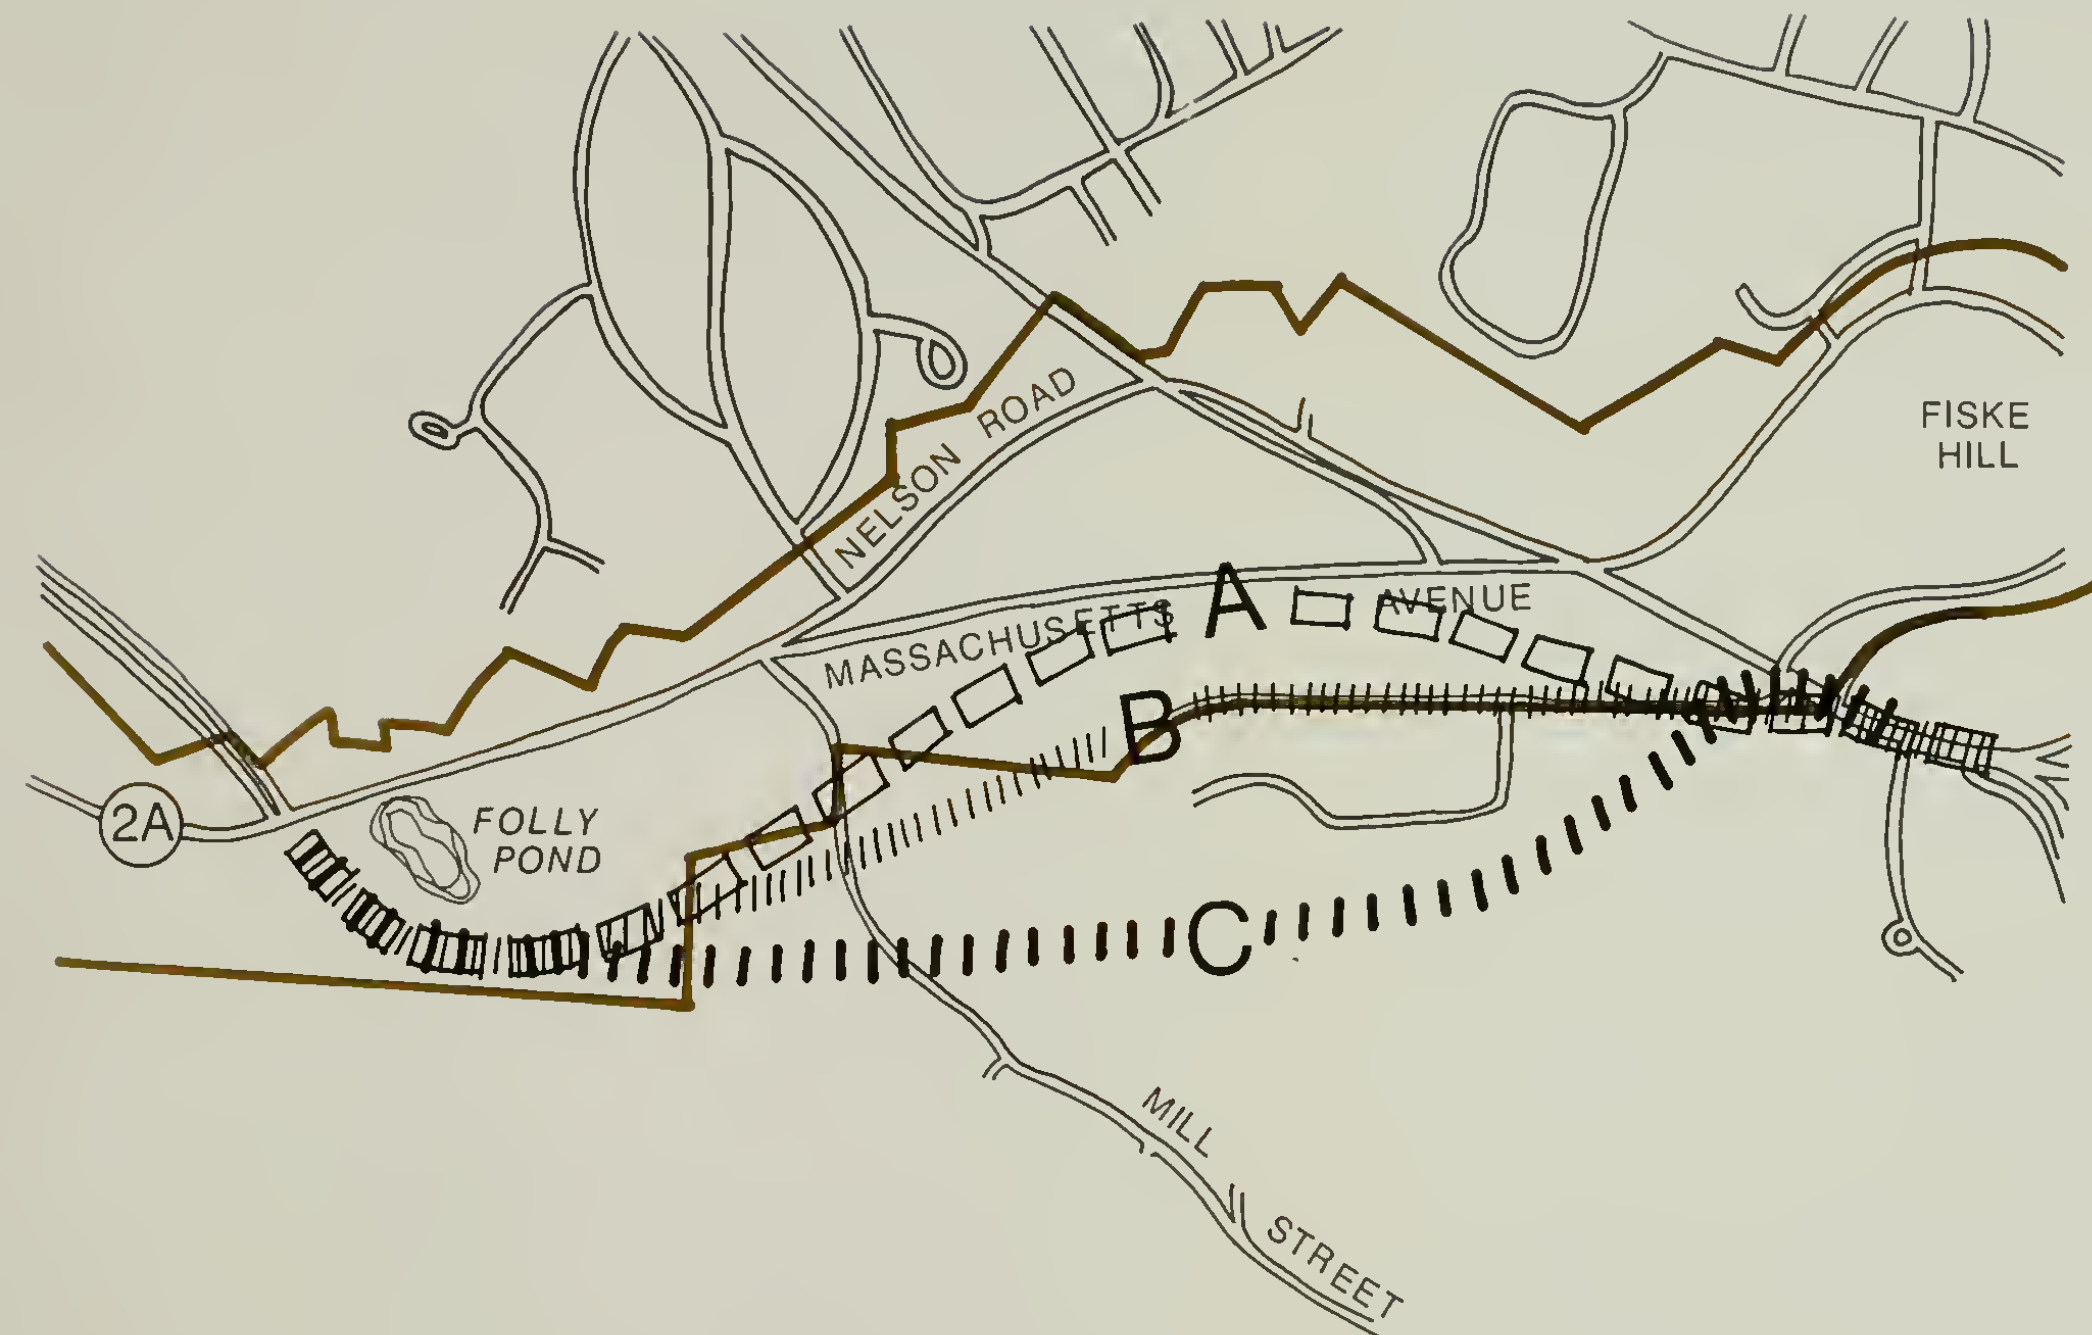 NELSON ROAD
FISKE
HILL
A
MASSACHUSETTS AVENUE
B
2A
FOLLY
POND
C
MILL STREET